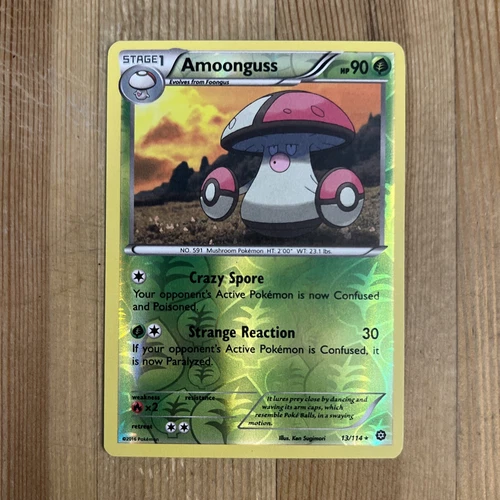 STAGE1
Amoonguss
HP 90
Evolves from Foongus
NO. 591 Mushroom Pokémon HT: 2'00" WT: 23.1 lbs.
Crazy Spore
Your opponent's Active Pokémon is now Confused
and Poisoned.
Strange Reaction 30
If your opponent's Active Pokémon is Confused, it
is now Paralyzed.
weakness resistance
×2
retreat
It lures prey close by dancing and
waving its arm caps, which
resemble Poké Balls, in a swaying
motion.
©2016 Pokémon
Illus. Ken Sugimori
13/114 ★